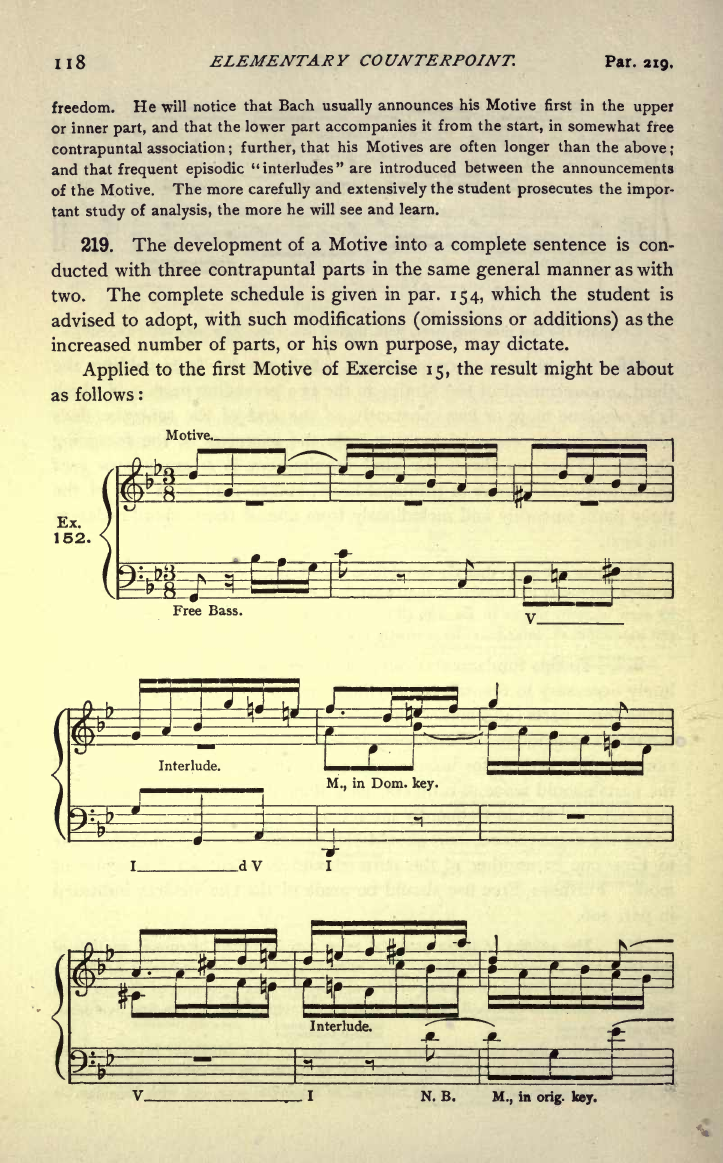 118 ELEMENTARY COUNTERPOINT. Par. 219.
freedom. He will notice that Bach usually announces his Motive first in the upper
or inner part, and that the lower part accompanies it from the start, in somewhat free
contrapuntal association; further, that his Motives are often longer than the above;
and that frequent episodic "interludes" are introduced between the announcements
of the Motive. The more carefully and extensively the student prosecutes the impor-
tant study of analysis, the more he will see and learn.
219. The development of a Motive into a complete sentence is con-
ducted with three contrapuntal parts in the same general manner as with
two. The complete schedule is given in par. 154, which the student is
advised to adopt, with such modifications (omissions or additions) as the
increased number of parts, or his own purpose, may dictate.
Applied to the first Motive of Exercise 15, the result might be about
as follows:
Motive.
3
8
Ex.
152.
3
8
Free Bass.
V
Interlude.
M., in Dom. key.
I d V I
Interlude.
V I N. B. M., in orig. key.